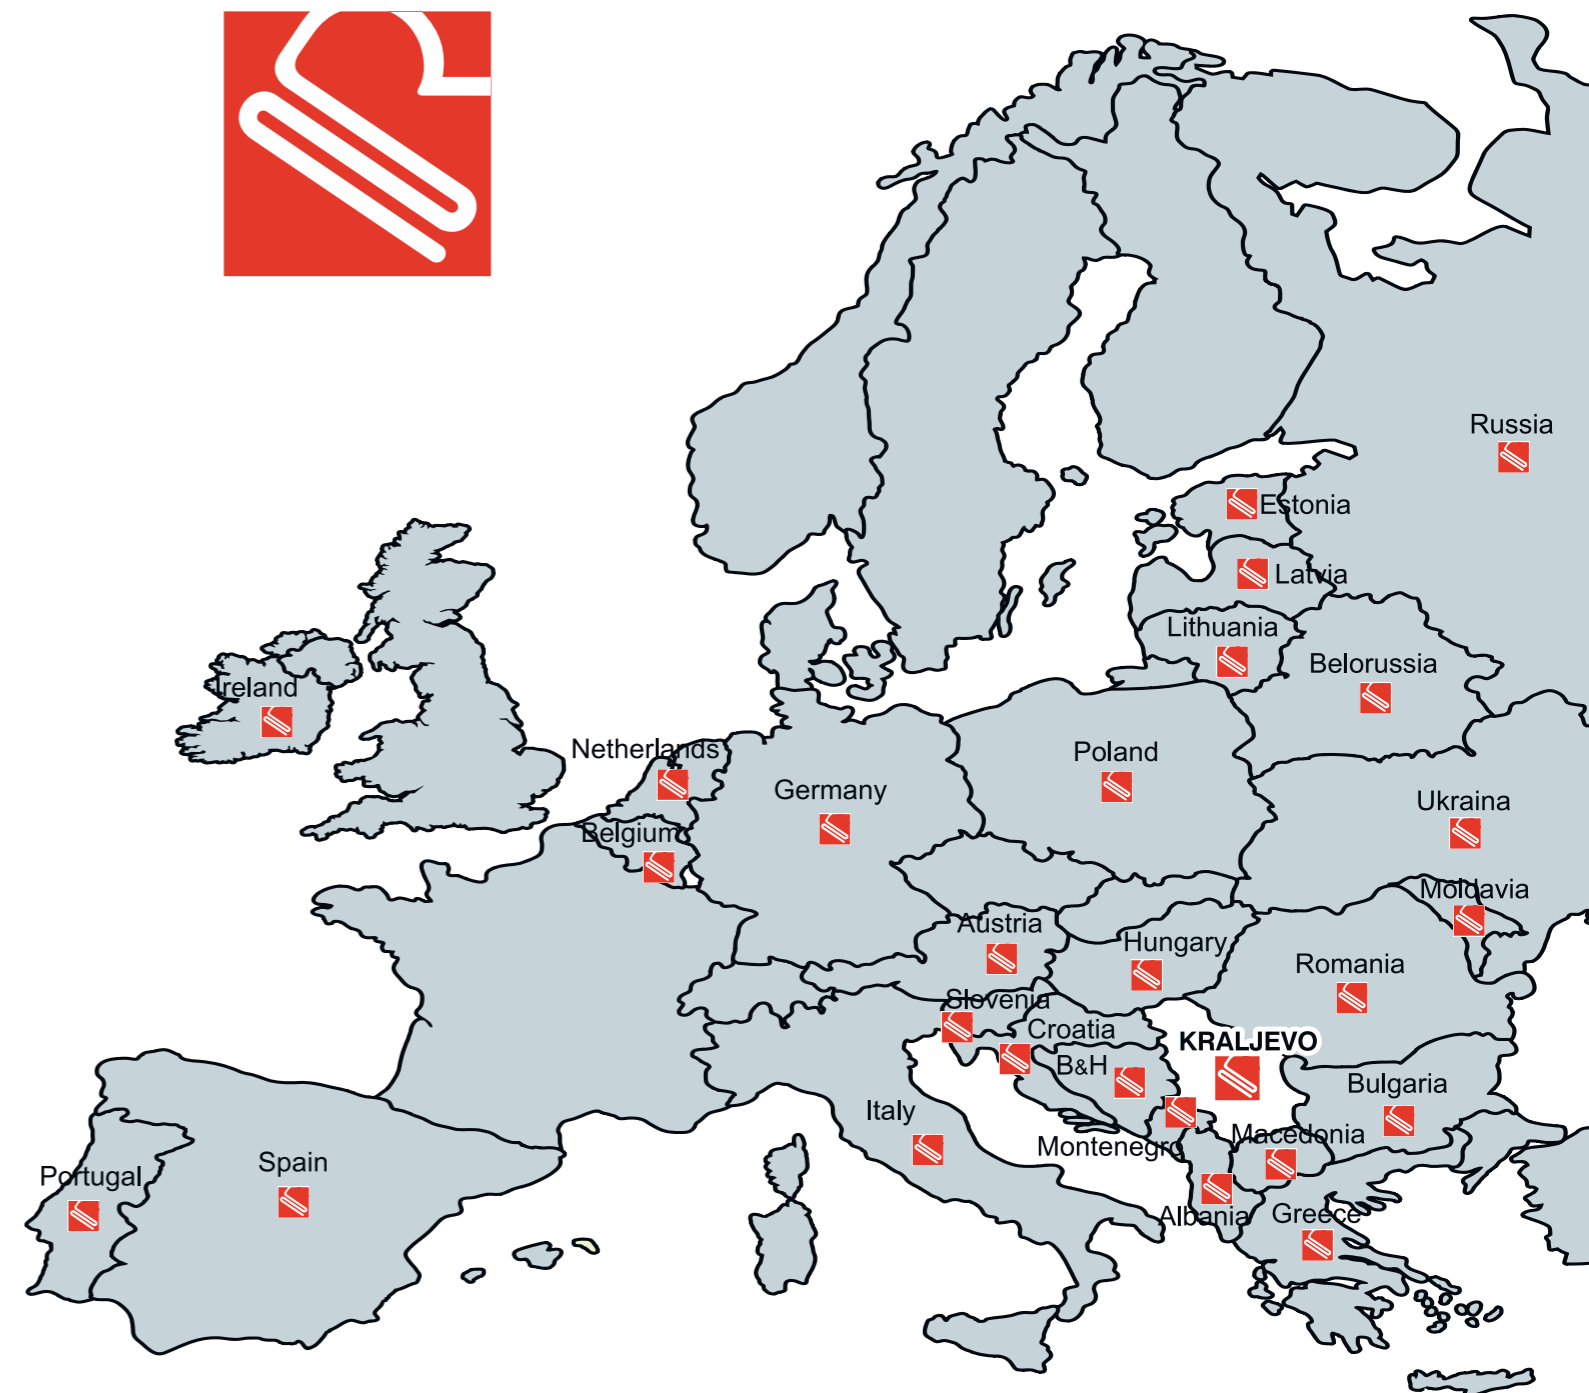 Russia
Estonia
Latvia
Lithuania
Belorussia
Ireland
Netherlands
Poland
Germany
Ukraina
Belgium
Moldavia
Austria
Hungary
Romania
Slovenia
Croatia
KRALJEVO
B&H
Bulgaria
Italy
Macedonia
Montenegro
Spain
Portugal
Albania
Greece